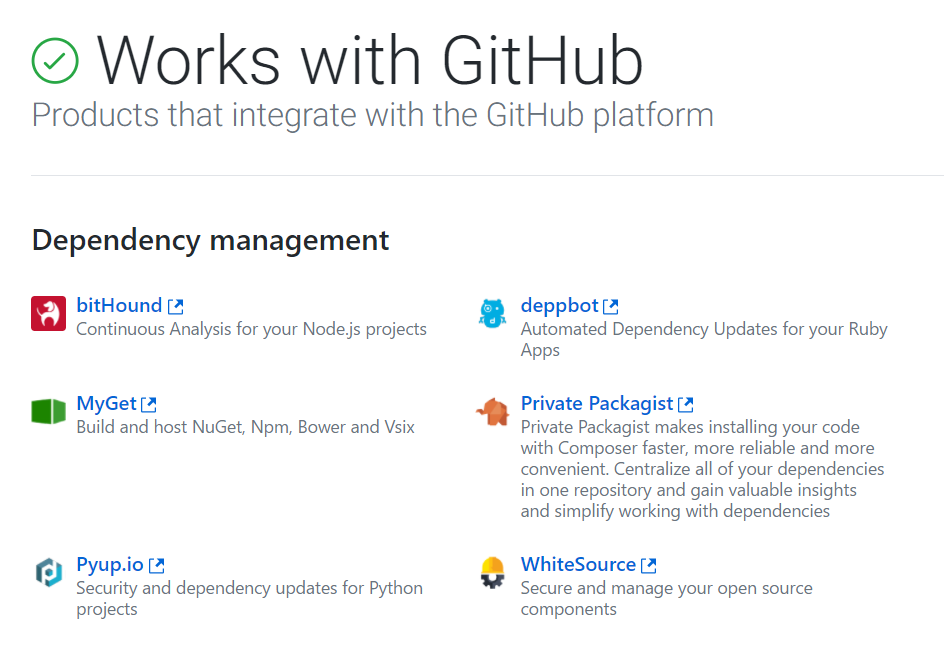 Works with GitHub
Products that integrate with the GitHub platform
Dependency management
bitHound
Continuous Analysis for your Node.js projects
deppbot
Automated Dependency Updates for your Ruby
Apps
MyGet
Build and host NuGet, Npm, Bower and Vsix
Private Packagist
Private Packagist makes installing your code
with Composer faster, more reliable and more
convenient. Centralize all of your dependencies
in one repository and gain valuable insights
and simplify working with dependencies
Pyup.io
Security and dependency updates for Python
projects
WhiteSource
Secure and manage your open source
components